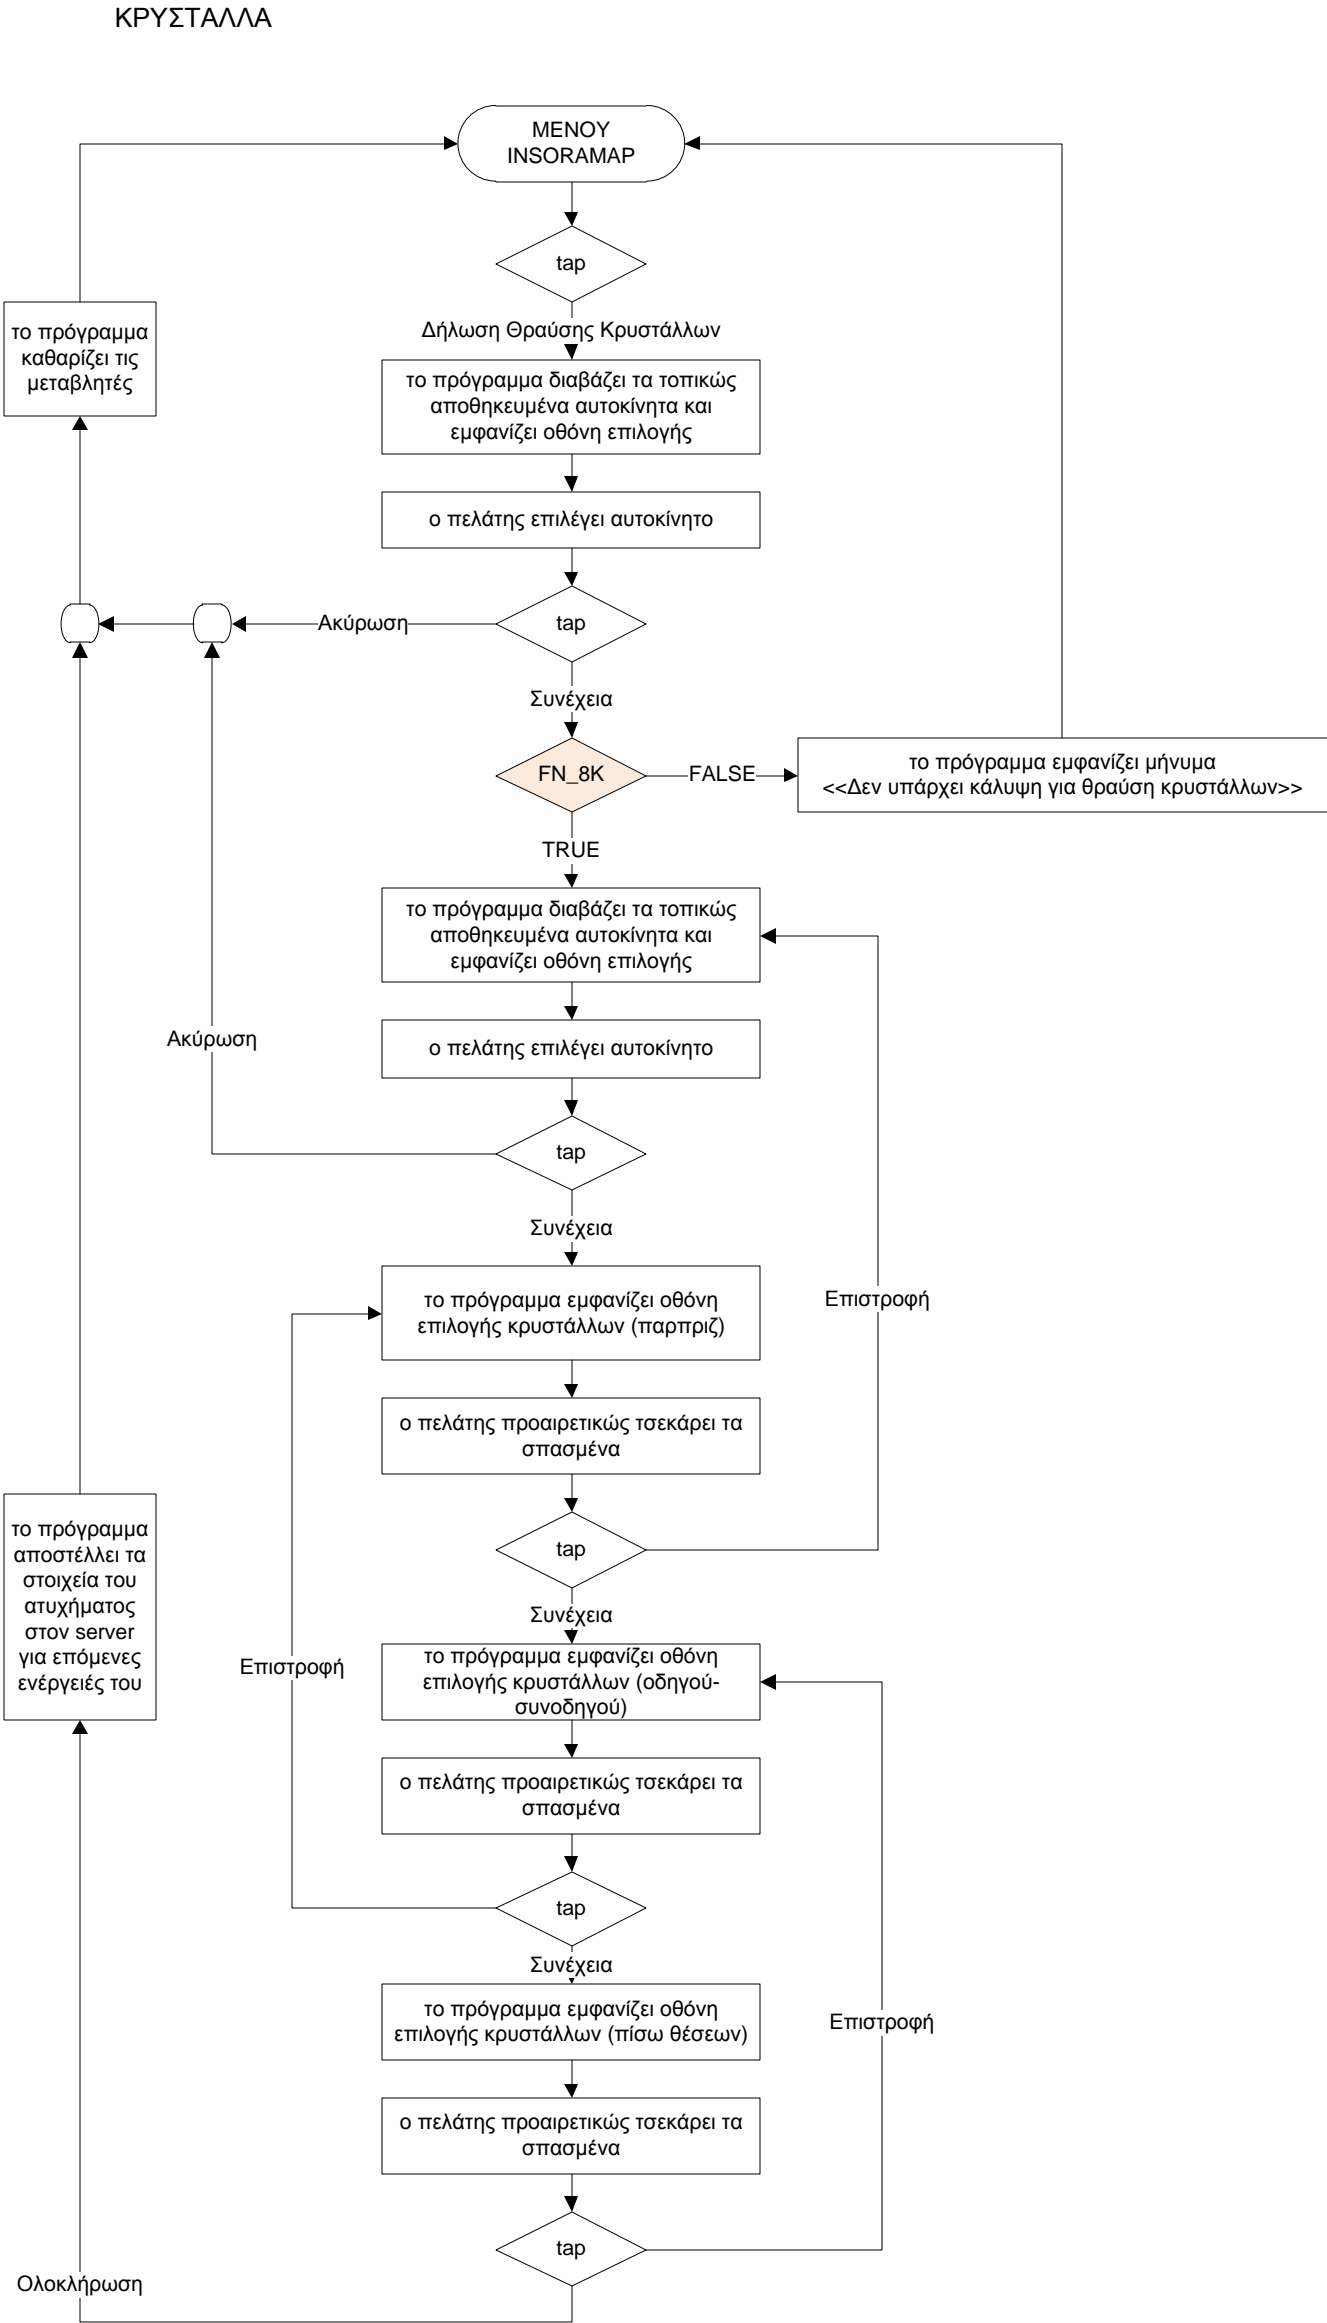 ΚΡΥΣΤΑΛΛΑ
ΜΕΝΟΥ
INSORAMAP
tap
Δήλωση Θραύσης Κρυστάλλων
το πρόγραμμα
καθαρίζει τις
μεταβλητές
το πρόγραμμα διαβάζει τα τοπικώς
αποθηκευμένα αυτοκίνητα και
εμφανίζει οθόνη επιλογής
ο πελάτης επιλέγει αυτοκίνητο
Ακύρωση
tap
Συνέχεια
FN_8K
FALSE
το πρόγραμμα εμφανίζει μήνυμα
<<Δεν υπάρχει κάλυψη για θραύση κρυστάλλων>>
TRUE
το πρόγραμμα διαβάζει τα τοπικώς
αποθηκευμένα αυτοκίνητα και
εμφανίζει οθόνη επιλογής
Ακύρωση
ο πελάτης επιλέγει αυτοκίνητο
tap
Συνέχεια
το πρόγραμμα εμφανίζει οθόνη
επιλογής κρυστάλλων (παρπριζ)
Επιστροφή
ο πελάτης προαιρετικώς τσεκάρει τα
σπασμένα
tap
το πρόγραμμα
αποστέλλει τα
στοιχεία του
ατυχήματος
στον server
για επόμενες
ενέργειές του
Συνέχεια
Επιστροφή
το πρόγραμμα εμφανίζει οθόνη
επιλογής κρυστάλλων (οδηγού-
συνοδηγού)
ο πελάτης προαιρετικώς τσεκάρει τα
σπασμένα
tap
Συνέχεια
το πρόγραμμα εμφανίζει οθόνη
επιλογής κρυστάλλων (πίσω θέσεων)
Επιστροφή
ο πελάτης προαιρετικώς τσεκάρει τα
σπασμένα
tap
Ολοκλήρωση